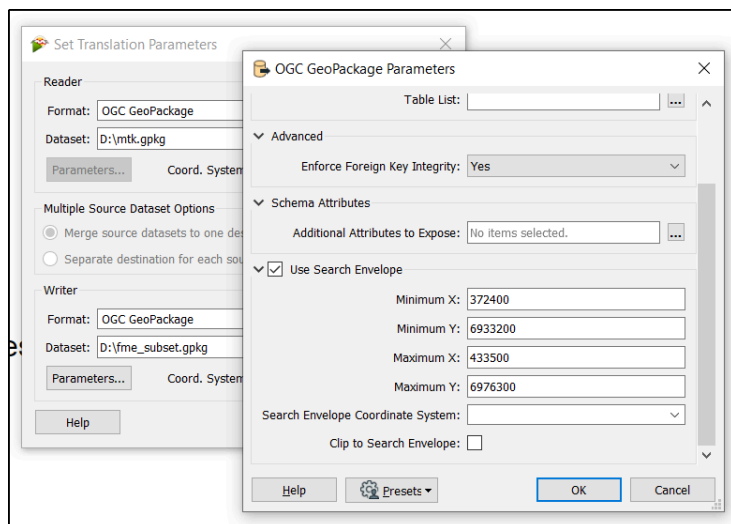 Set Translation Parameters
Reader
Format: OGC GeoPackage
Dataset: D:\mtk.gpkg
Parameters... Coord. System
Multiple Source Dataset Options
Merge source datasets to one des
Separate destination for each sou
Writer
Format: OGC GeoPackage
Dataset: D:\fme_subset.gpkg
Parameters... Coord. System
Help
OGC GeoPackage Parameters
Table List: ...
Advanced
Enforce Foreign Key Integrity: Yes
Schema Attributes
Additional Attributes to Expose: No items selected. ...
Use Search Envelope
Minimum X: 372400
Minimum Y: 6933200
Maximum X: 433500
Maximum Y: 6976300
Search Envelope Coordinate System:
Clip to Search Envelope:
Help Presets OK Cancel